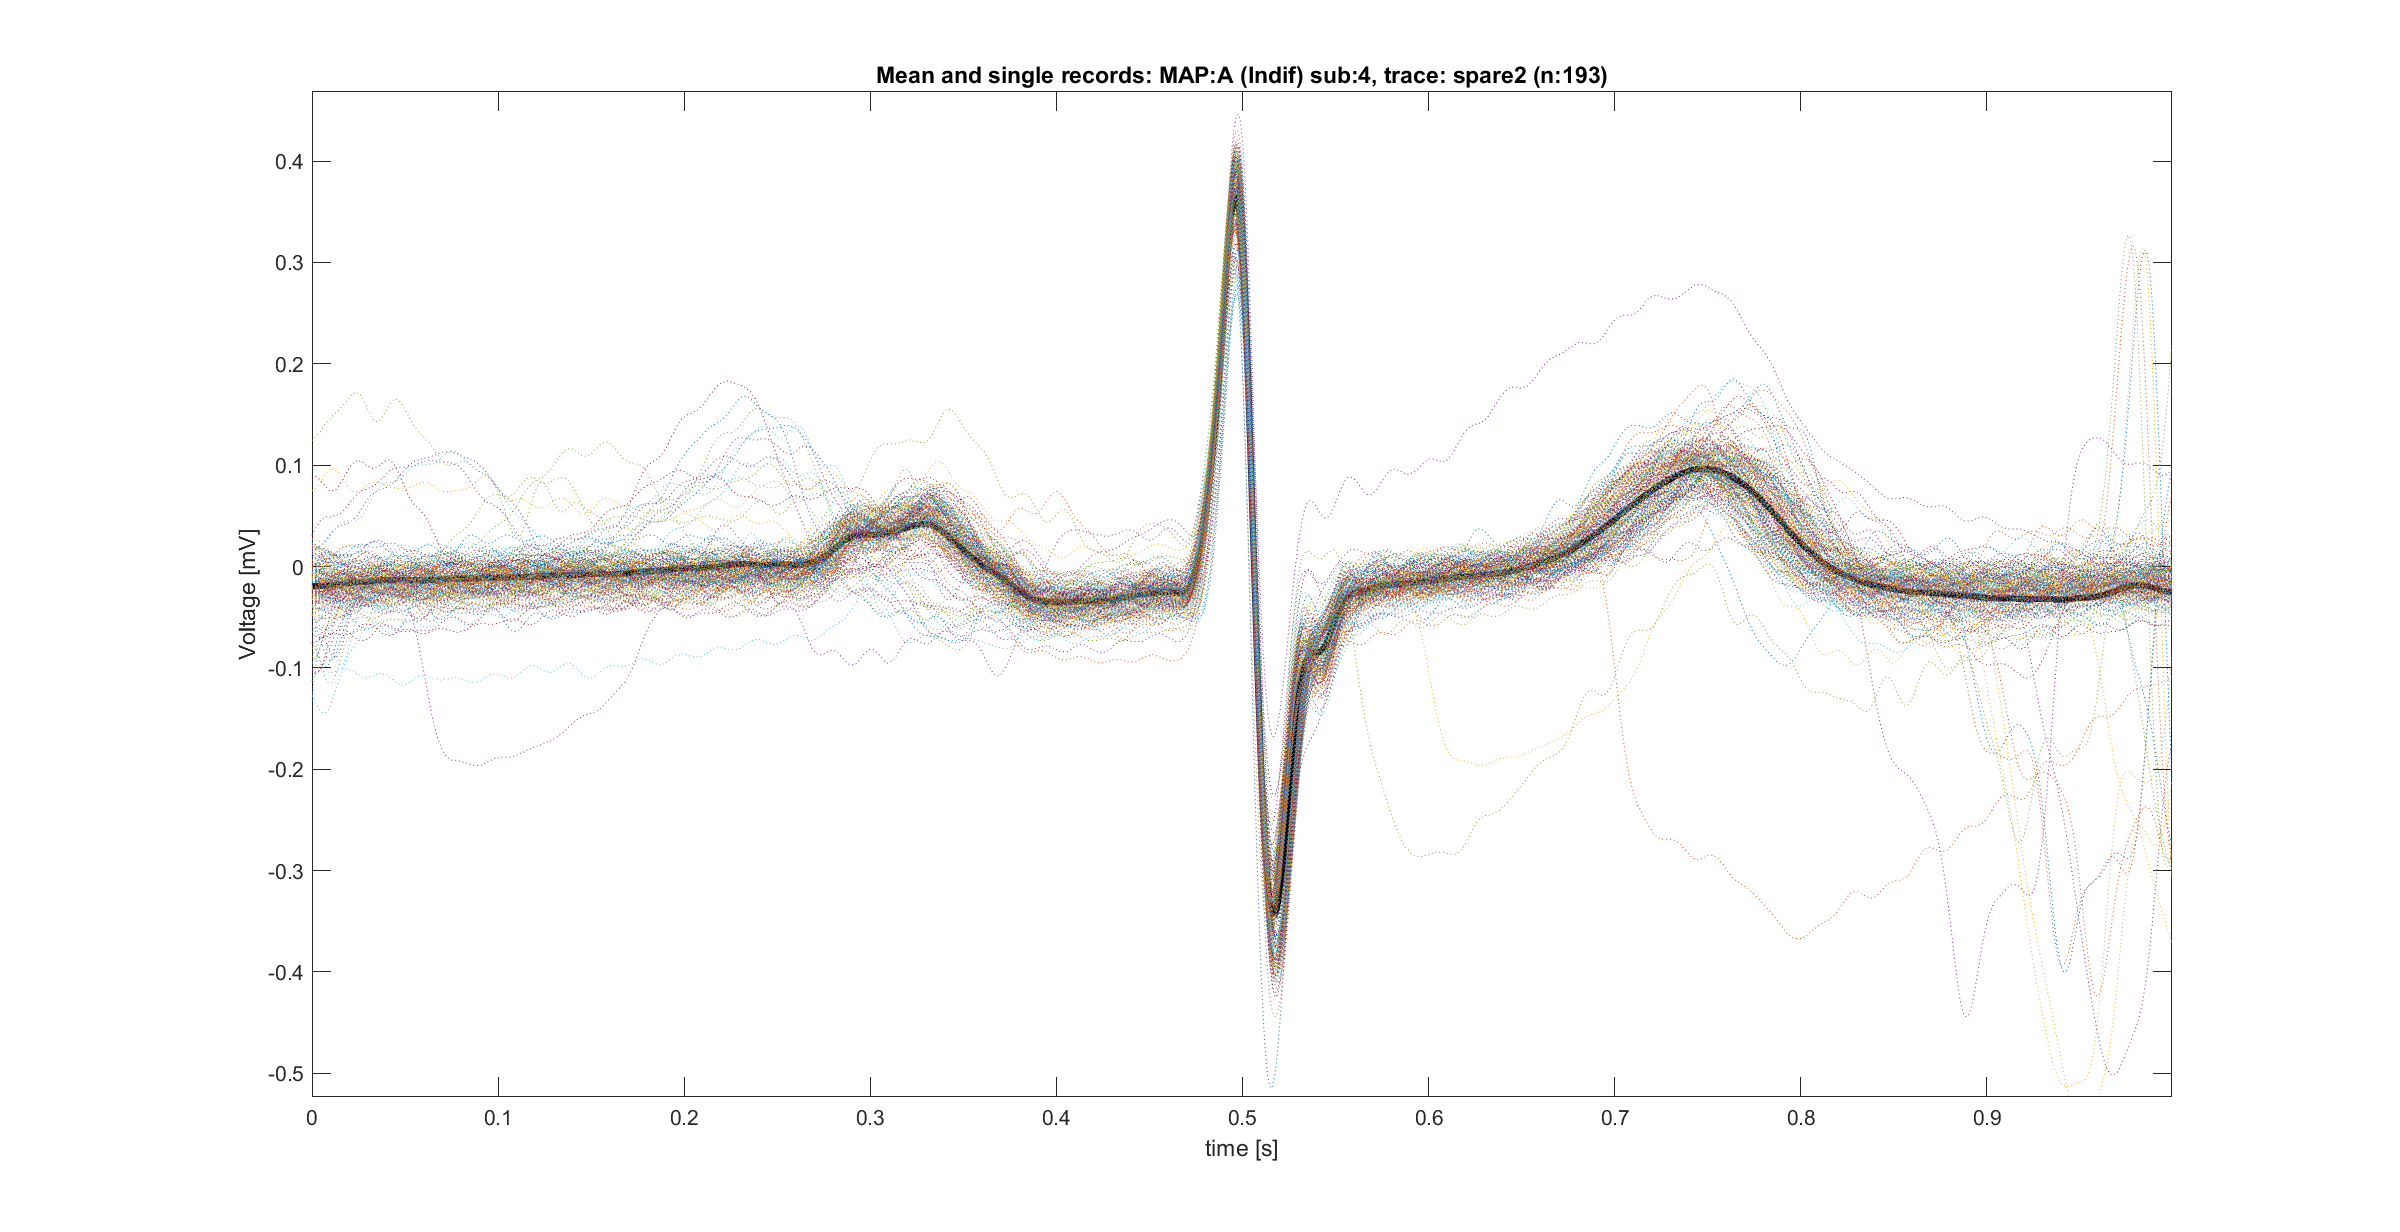 Mean and single records: MAP:A (Indif) sub:4, trace: spare2 (n:193)
Voltage [mV]
0.4
0.3
0.2
0.1
0
-0.1
-0.2
-0.3
-0.4
-0.5
0 0.1 0.2 0.3 0.4 0.5 0.6 0.7 0.8 0.9
time [s]